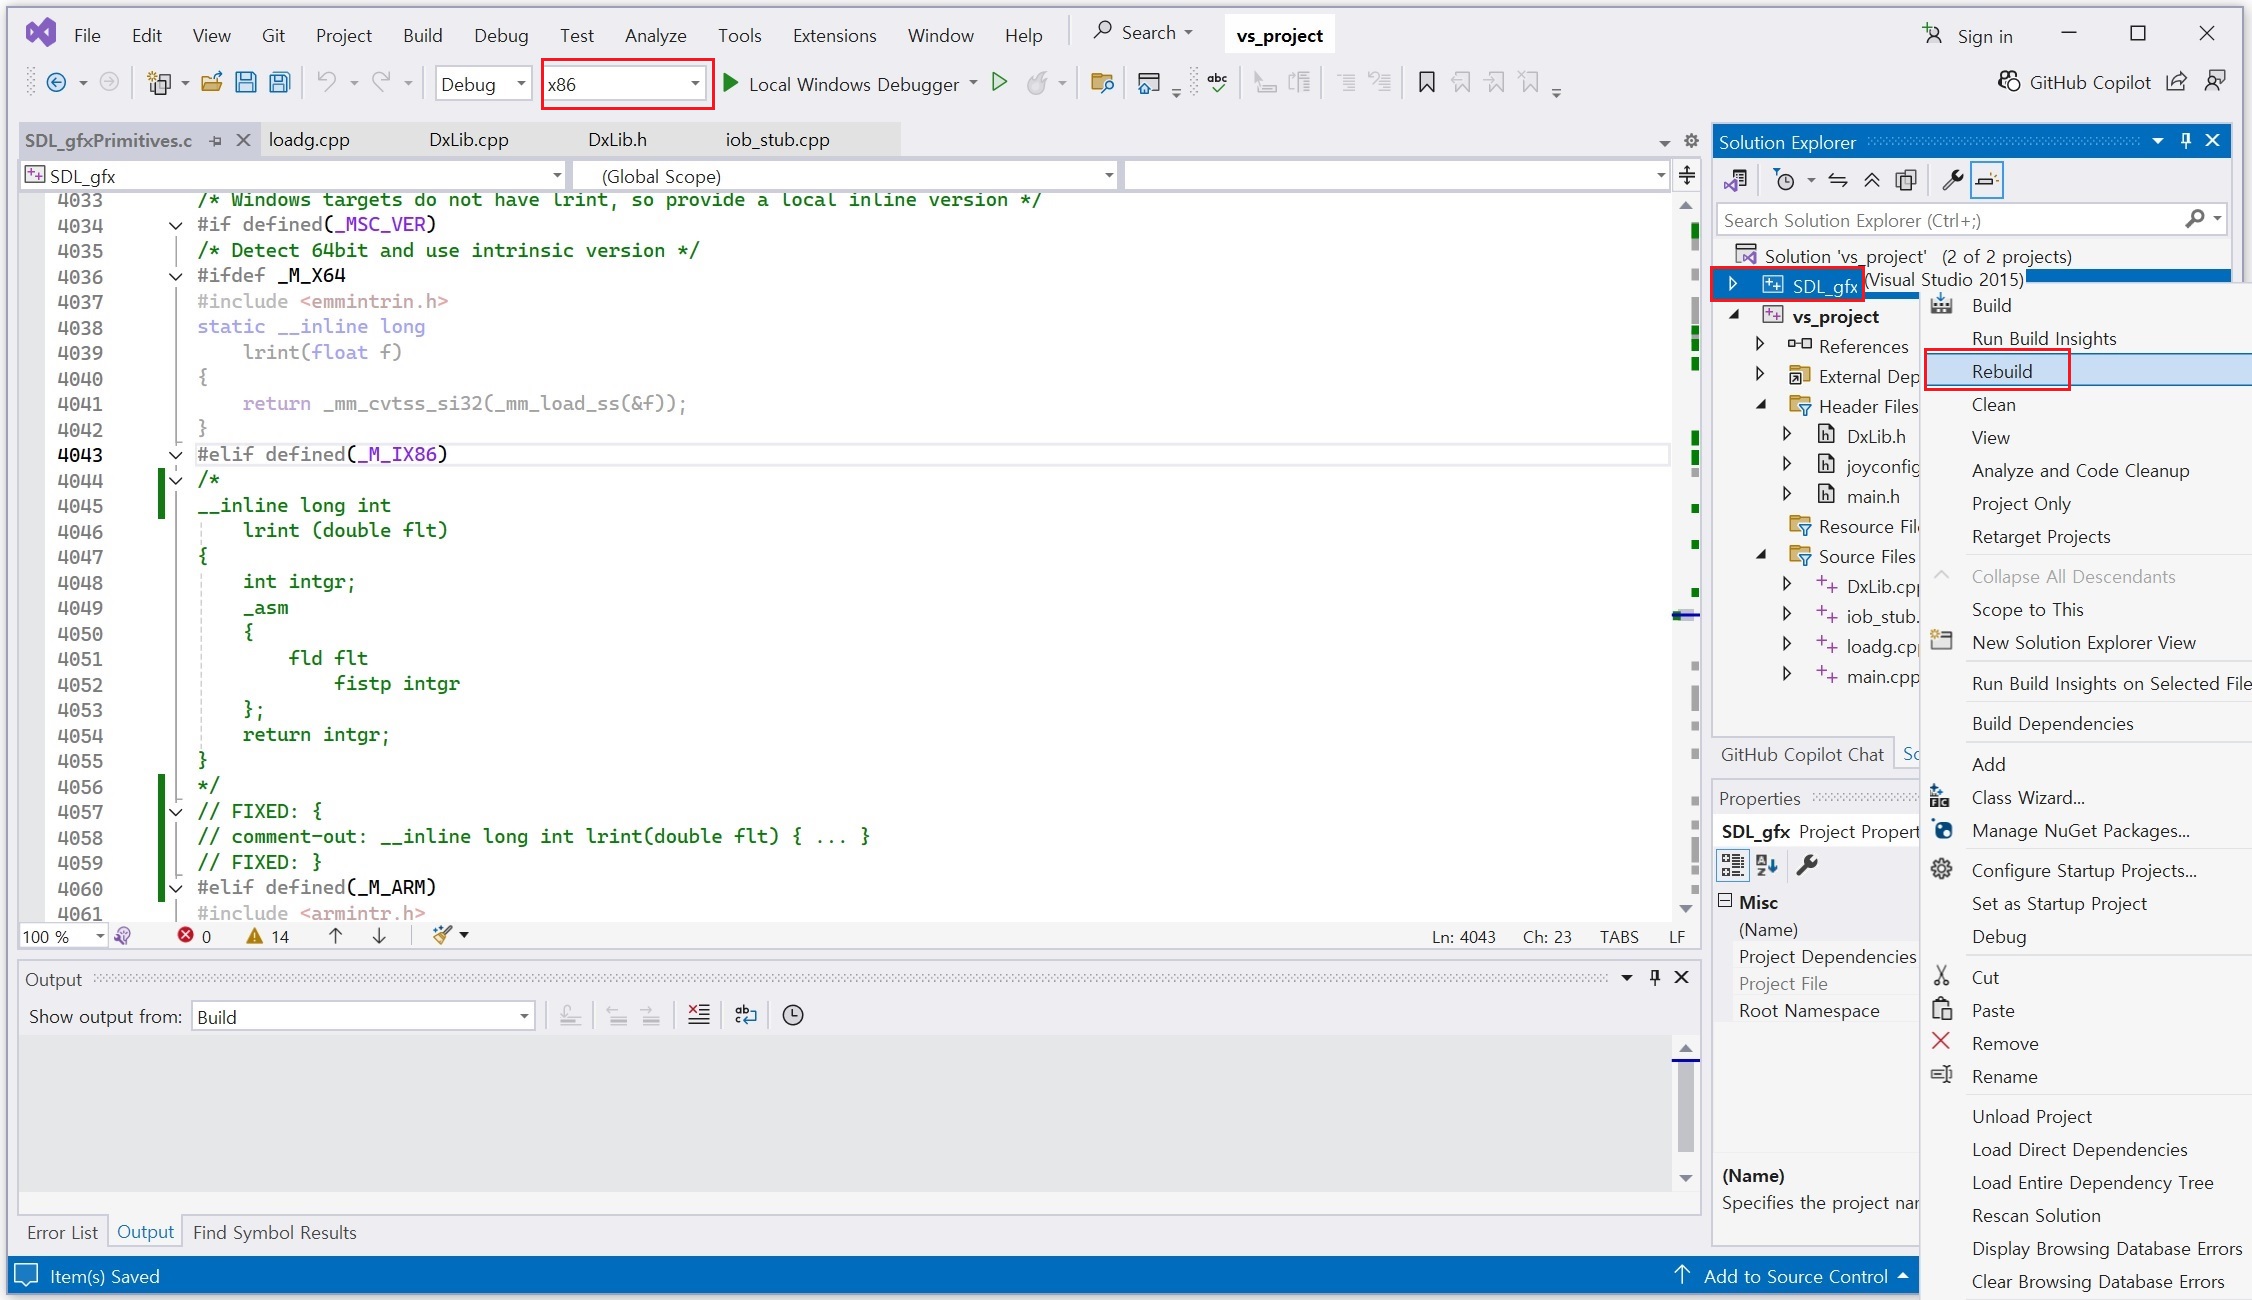 File Edit View Git Project Build Debug Test Analyze Tools Extensions Window Help Search vs_project Sign in
Debug x86 Local Windows Debugger abc GitHub Copilot
SDL_gfxPrimitives.c loadg.cpp DxLib.cpp DxLib.h iob_stub.cpp
SDL_gfx (Global Scope)
4033 /* Windows targets do not have lrint, so provide a local inline version */
4034 #if defined(_MSC_VER)
4035 /* Detect 64bit and use intrinsic version */
4036 #ifdef _M_X64
4037 #include <emmintrin.h>
4038 static __inline long
4039 lrint(float f)
4040 {
4041 return _mm_cvtss_si32(_mm_load_ss(&f));
4042 }
4043 #elif defined(_M_IX86)
4044 /*
4045 __inline long int
4046 lrint (double flt)
4047 {
4048 int intgr;
4049 _asm
4050 {
4051 fld flt
4052 fistp intgr
4053 };
4054 return intgr;
4055 }
4056 */
4057 // FIXED: {
4058 // comment-out: __inline long int lrint(double flt) { ... }
4059 // FIXED: }
4060 #elif defined(_M_ARM)
4061 #include <armintr.h>
100 % 0 14 Ln: 4043 Ch: 23 TABS LF
Output
Show output from: Build
Error List Output Find Symbol Results
Item(s) Saved Add to Source Control
Solution Explorer
Search Solution Explorer (Ctrl+;)
Solution 'vs_project' (2 of 2 projects)
SDL_gfx (Visual Studio 2015)
vs_project
References
External Dep
Header Files
DxLib.h
joyconfig
main.h
Resource Fil
Source Files
DxLib.cpp
iob_stub.
loadg.cpp
main.cpp
GitHub Copilot Chat So
Properties
SDL_gfx Project Propert
Misc
(Name)
Project Dependencies
Project File
Root Namespace
(Name)
Specifies the project nar
Build
Run Build Insights
Rebuild
Clean
View
Analyze and Code Cleanup
Project Only
Retarget Projects
Collapse All Descendants
Scope to This
New Solution Explorer View
Run Build Insights on Selected File
Build Dependencies
Add
Class Wizard...
Manage NuGet Packages...
Configure Startup Projects...
Set as Startup Project
Debug
Cut
Paste
Remove
Rename
Unload Project
Load Direct Dependencies
Load Entire Dependency Tree
Rescan Solution
Display Browsing Database Errors
Clear Browsing Database Errors